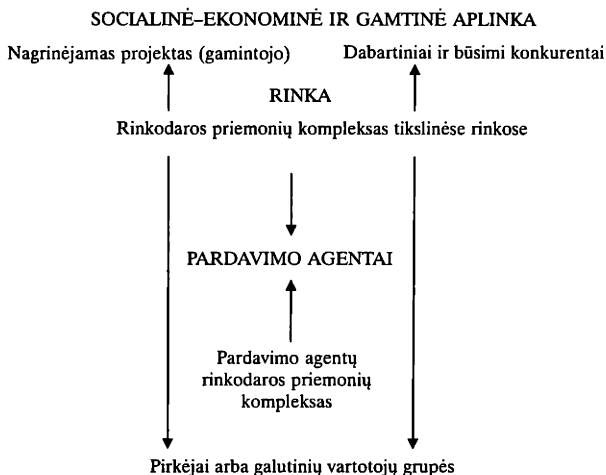 SOCIALINĖ–EKONOMINĖ IR GAMTINĖ APLINKA
Nagrinėjamas projektas (gamintojo) Dabartiniai ir būsimi konkurentai
RINKA
Rinkodaros priemonių kompleksas tikslinėse rinkose
PARDAVIMO AGENTAI
Pardavimo agentų
rinkodaros priemonių
kompleksas
Pirkėjai arba galutinių vartotojų grupės